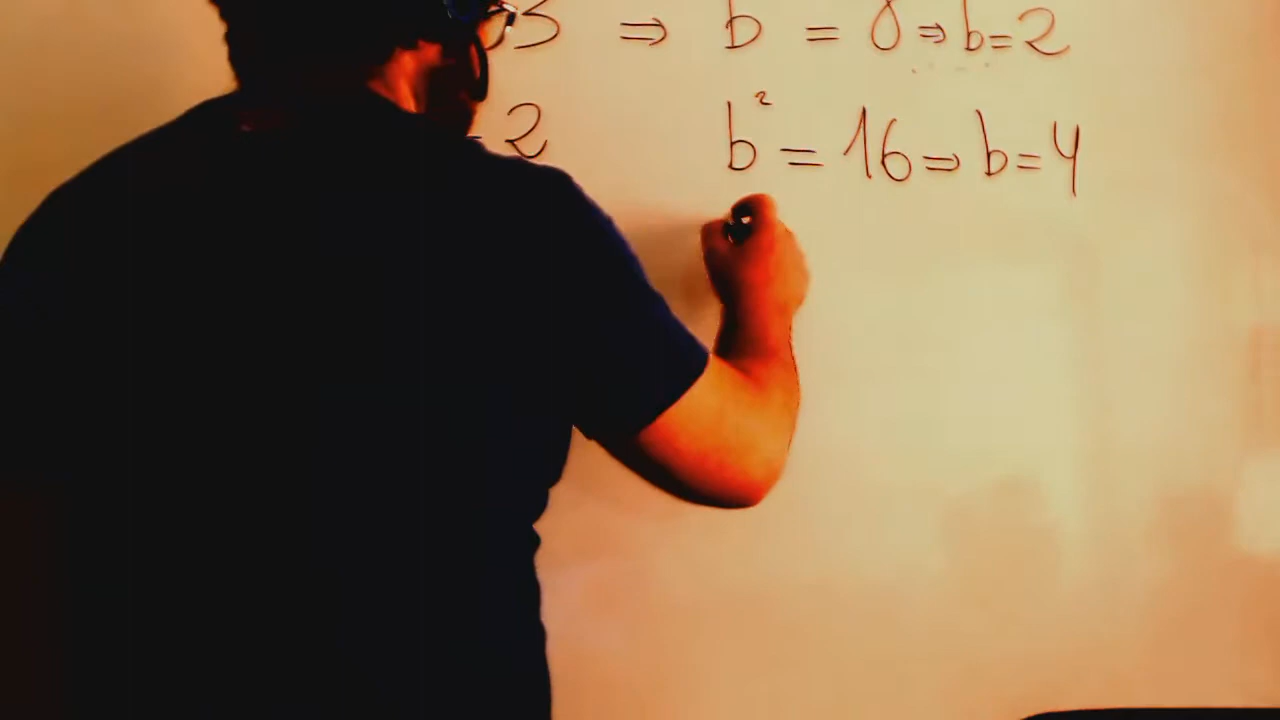 3 ⇒ b = 8 ⇒ b=2
2 b² = 16 ⇒ b=4